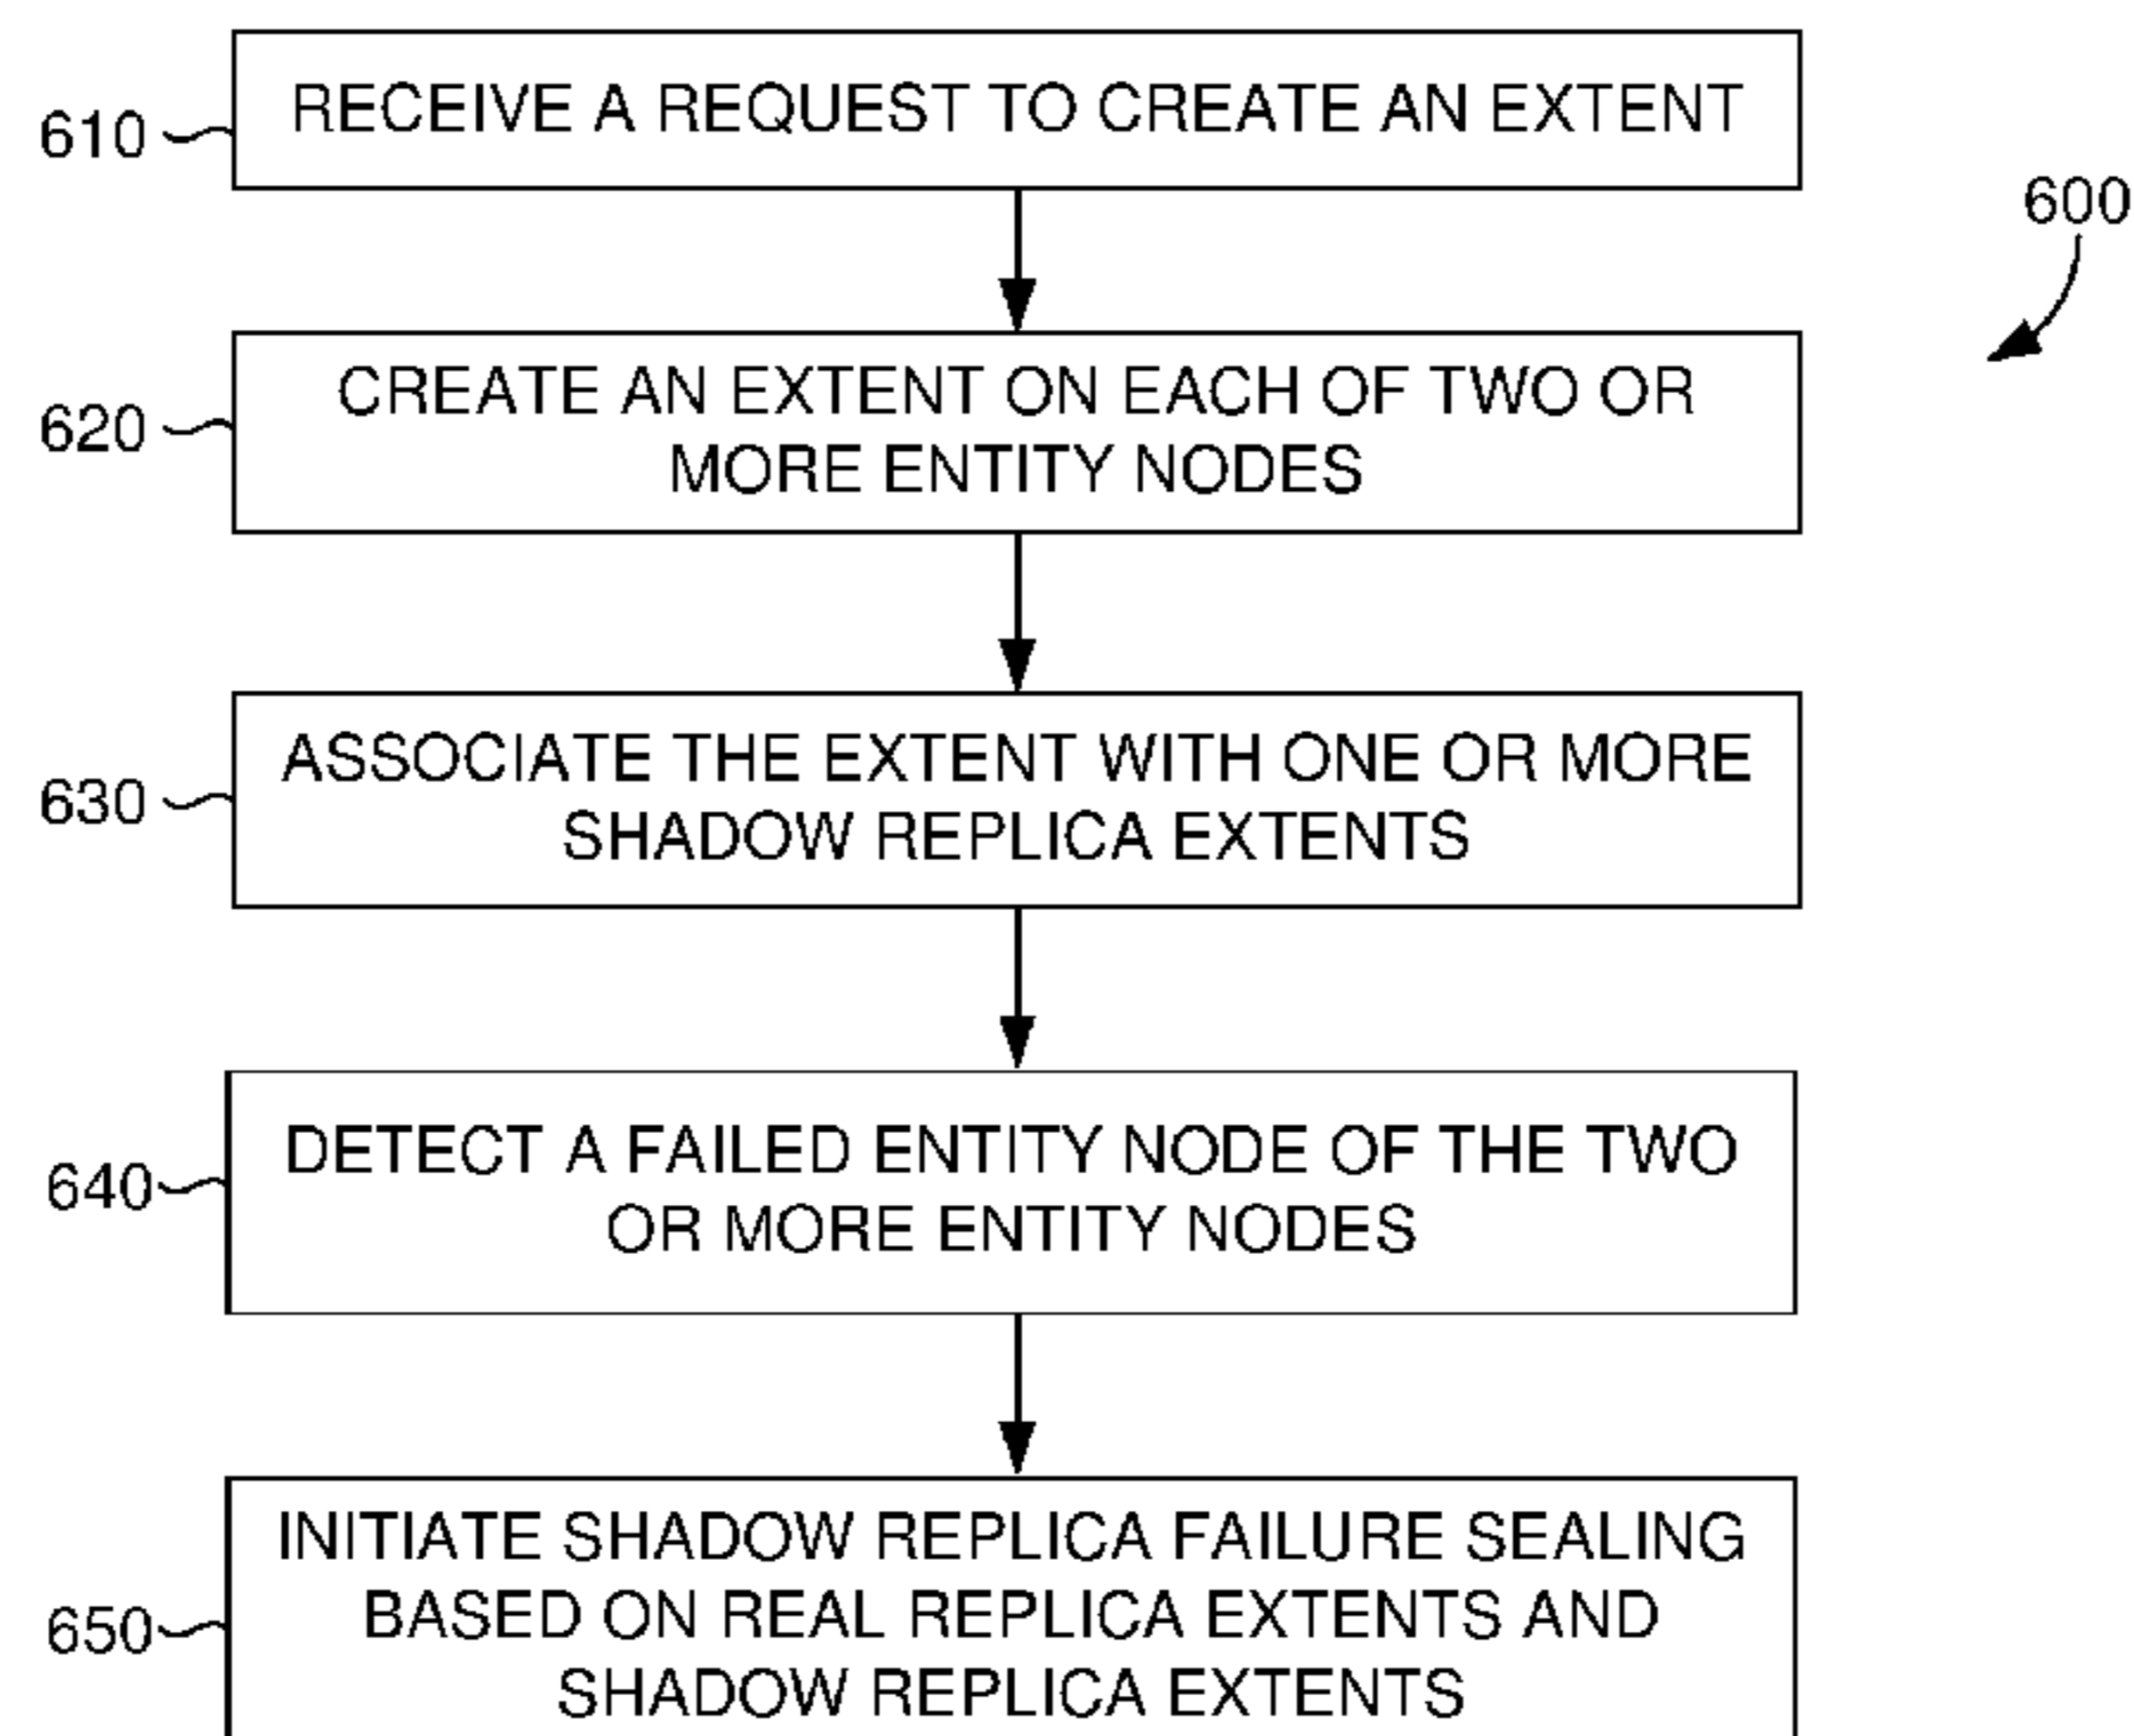 610
RECEIVE A REQUEST TO CREATE AN EXTENT
600
620
CREATE AN EXTENT ON EACH OF TWO OR
MORE ENTITY NODES
630
ASSOCIATE THE EXTENT WITH ONE OR MORE
SHADOW REPLICA EXTENTS
640
DETECT A FAILED ENTITY NODE OF THE TWO
OR MORE ENTITY NODES
650
INITIATE SHADOW REPLICA FAILURE SEALING
BASED ON REAL REPLICA EXTENTS AND
SHADOW REPLICA EXTENTS